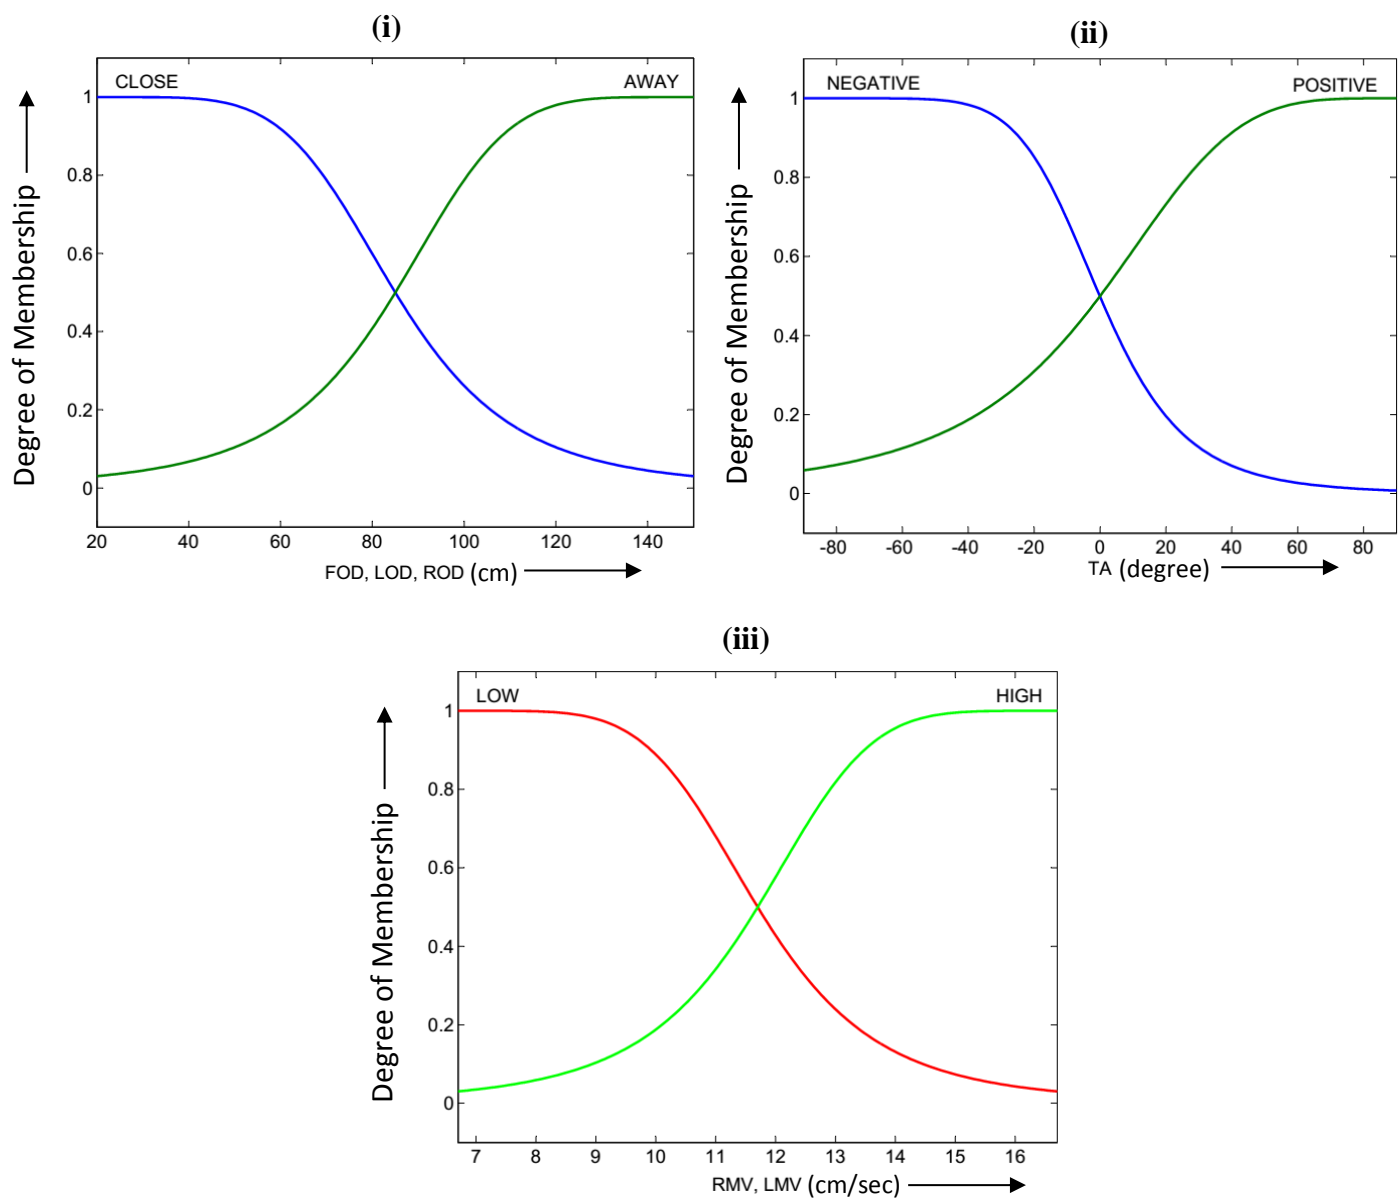 (i)
CLOSE AWAY
1
0.8
0.6
0.4
0.2
0
20 40 60 80 100 120 140
Degree of Membership
FOD, LOD, ROD (cm)
(ii)
NEGATIVE POSITIVE
1
0.8
0.6
0.4
0.2
0
-80 -60 -40 -20 0 20 40 60 80
Degree of Membership
TA (degree)
(iii)
LOW HIGH
1
0.8
0.6
0.4
0.2
0
7 8 9 10 11 12 13 14 15 16
Degree of Membership
RMV, LMV (cm/sec)